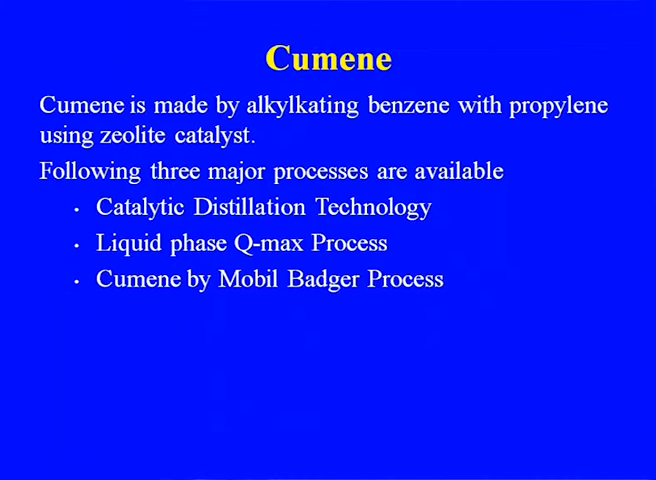 Cumene
Cumene is made by alkylkating benzene with propylene
using zeolite catalyst.
Following three major processes are available
• Catalytic Distillation Technology
• Liquid phase Q-max Process
• Cumene by Mobil Badger Process